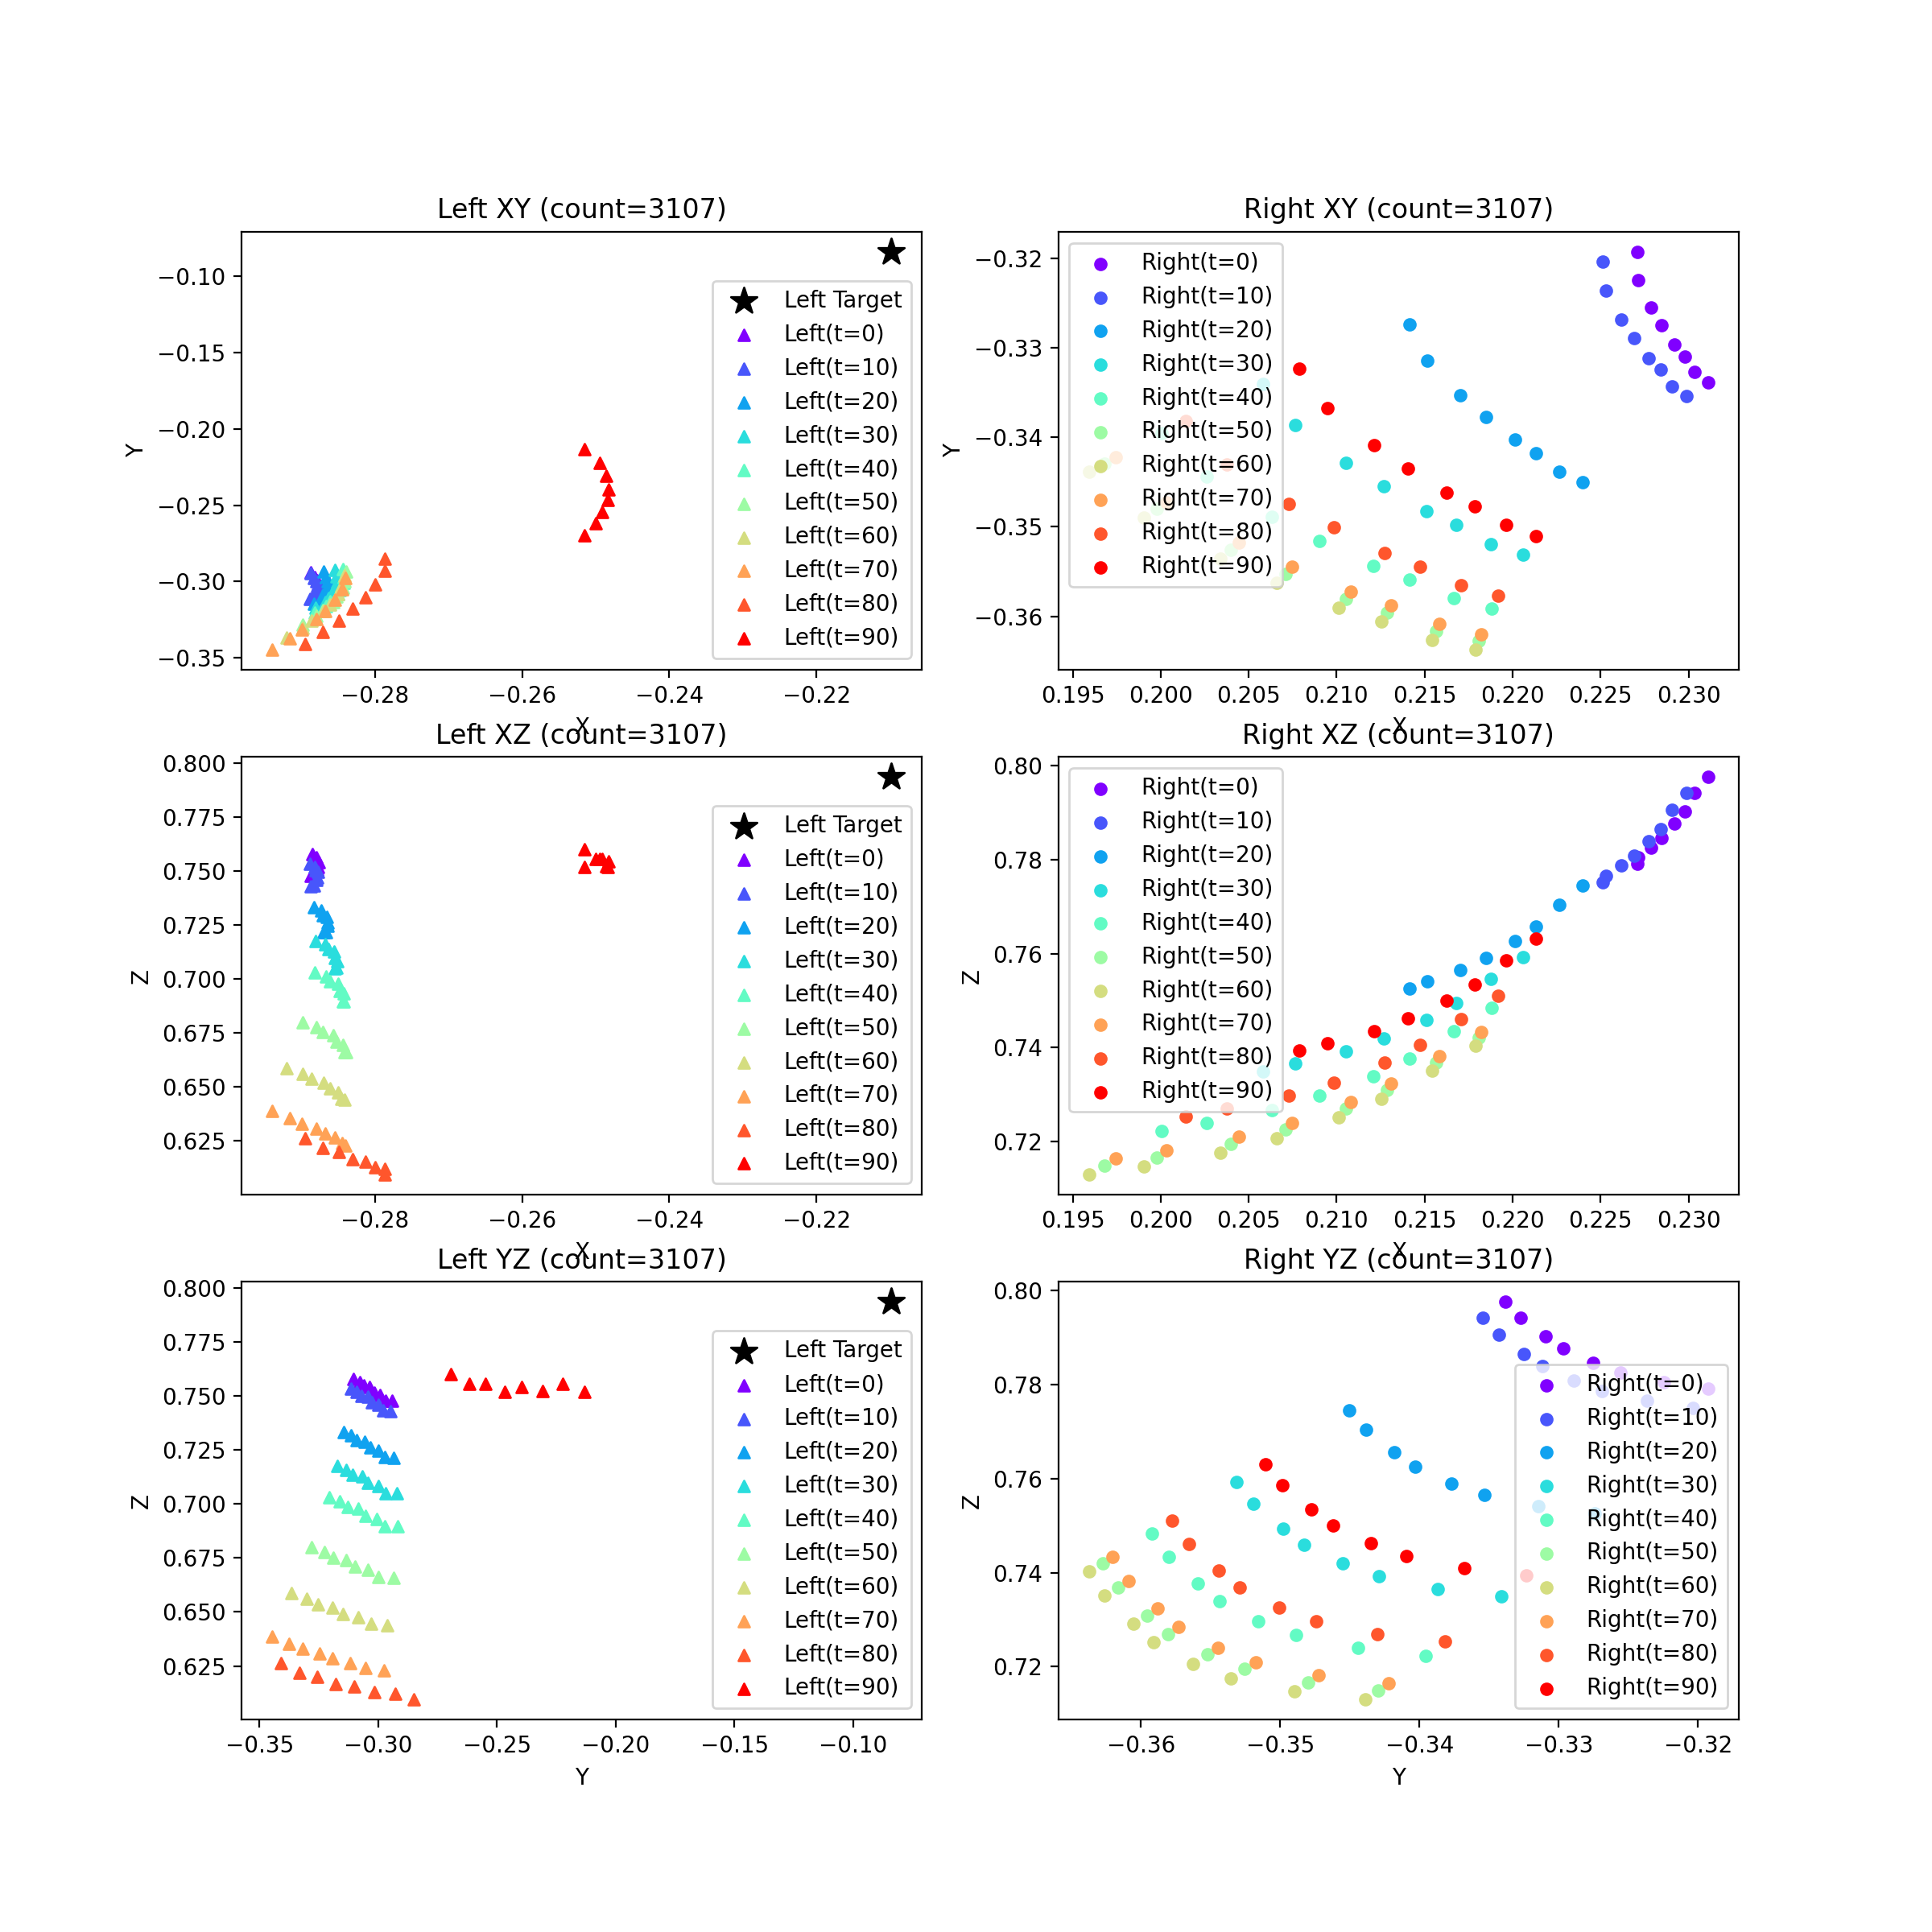 Left XY (count=3107)
Y
−0.10
−0.15
−0.20
−0.25
−0.30
−0.35
Left Target
Left(t=0)
Left(t=10)
Left(t=20)
Left(t=30)
Left(t=40)
Left(t=50)
Left(t=60)
Left(t=70)
Left(t=80)
Left(t=90)
−0.28 −0.26 −0.24 −0.22
X
Right XY (count=3107)
Y
−0.32
−0.33
−0.34
−0.35
−0.36
Right(t=0)
Right(t=10)
Right(t=20)
Right(t=30)
Right(t=40)
Right(t=50)
Right(t=60)
Right(t=70)
Right(t=80)
Right(t=90)
0.195 0.200 0.205 0.210 0.215 0.220 0.225 0.230
X
Left XZ (count=3107)
Z
0.800
0.775
0.750
0.725
0.700
0.675
0.650
0.625
Left Target
Left(t=0)
Left(t=10)
Left(t=20)
Left(t=30)
Left(t=40)
Left(t=50)
Left(t=60)
Left(t=70)
Left(t=80)
Left(t=90)
−0.28 −0.26 −0.24 −0.22
X
Right XZ (count=3107)
Z
0.80
0.78
0.76
0.74
0.72
Right(t=0)
Right(t=10)
Right(t=20)
Right(t=30)
Right(t=40)
Right(t=50)
Right(t=60)
Right(t=70)
Right(t=80)
Right(t=90)
0.195 0.200 0.205 0.210 0.215 0.220 0.225 0.230
X
Left YZ (count=3107)
Z
0.800
0.775
0.750
0.725
0.700
0.675
0.650
0.625
Left Target
Left(t=0)
Left(t=10)
Left(t=20)
Left(t=30)
Left(t=40)
Left(t=50)
Left(t=60)
Left(t=70)
Left(t=80)
Left(t=90)
−0.35 −0.30 −0.25 −0.20 −0.15 −0.10
Y
Right YZ (count=3107)
Z
0.80
0.78
0.76
0.74
0.72
Right(t=0)
Right(t=10)
Right(t=20)
Right(t=30)
Right(t=40)
Right(t=50)
Right(t=60)
Right(t=70)
Right(t=80)
Right(t=90)
−0.36 −0.35 −0.34 −0.33 −0.32
Y